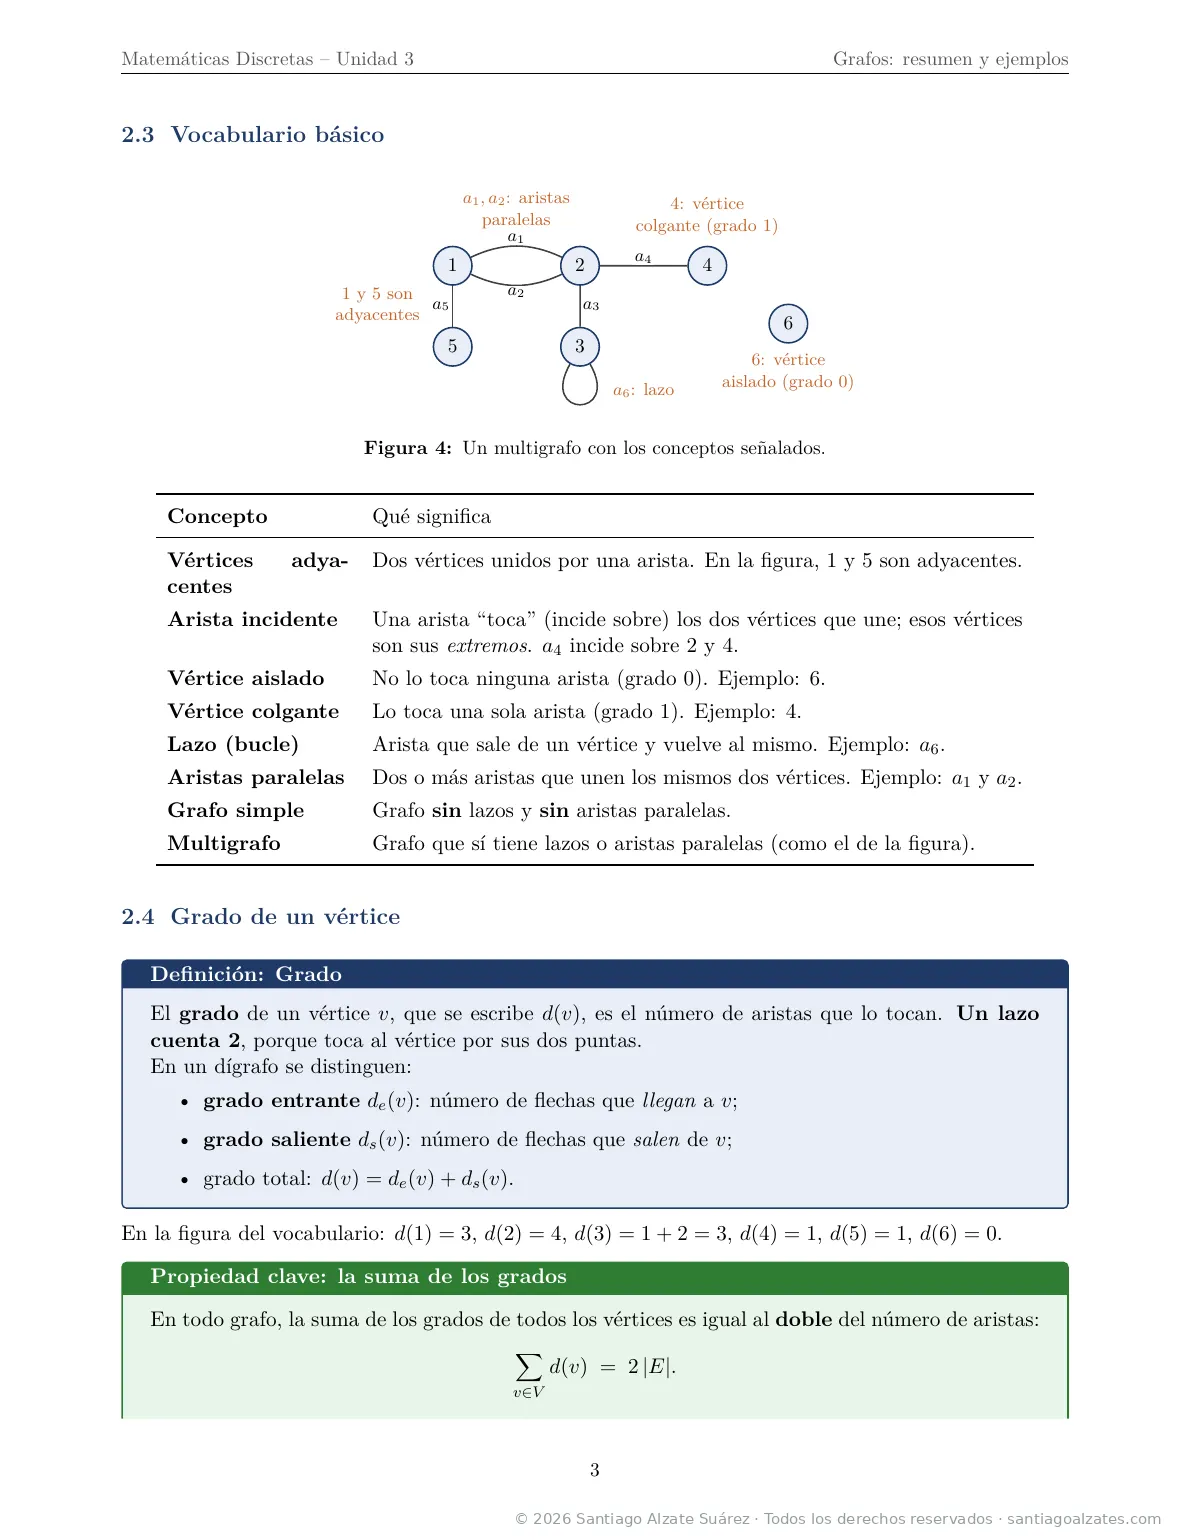 Matemáticas Discretas – Unidad 3 Grafos: resumen y ejemplos
2.3 Vocabulario básico
a₁, a₂: aristas
paralelas
4: vértice
colgante (grado 1)
a₁
1
2
a₄
4
a₂
1 y 5 son
adyacentes
a₅
a₃
6
5
3
6: vértice
aislado (grado 0)
a₆: lazo
Figura 4: Un multigrafo con los conceptos señalados.
Concepto Qué significa
Vértices adya- Dos vértices unidos por una arista. En la figura, 1 y 5 son adyacentes.
centes
Arista incidente Una arista “toca” (incide sobre) los dos vértices que une; esos vértices
son sus extremos. a₄ incide sobre 2 y 4.
Vértice aislado No lo toca ninguna arista (grado 0). Ejemplo: 6.
Vértice colgante Lo toca una sola arista (grado 1). Ejemplo: 4.
Lazo (bucle) Arista que sale de un vértice y vuelve al mismo. Ejemplo: a₆.
Aristas paralelas Dos o más aristas que unen los mismos dos vértices. Ejemplo: a₁ y a₂.
Grafo simple Grafo sin lazos y sin aristas paralelas.
Multigrafo Grafo que sí tiene lazos o aristas paralelas (como el de la figura).
2.4 Grado de un vértice
Definición: Grado
El grado de un vértice v, que se escribe d(v), es el número de aristas que lo tocan. Un lazo
cuenta 2, porque toca al vértice por sus dos puntas.
En un dígrafo se distinguen:
• grado entrante dₑ(v): número de flechas que llegan a v;
• grado saliente dₛ(v): número de flechas que salen de v;
• grado total: d(v) = dₑ(v) + dₛ(v).
En la figura del vocabulario: d(1) = 3, d(2) = 4, d(3) = 1 + 2 = 3, d(4) = 1, d(5) = 1, d(6) = 0.
Propiedad clave: la suma de los grados
En todo grafo, la suma de los grados de todos los vértices es igual al doble del número de aristas:
∑ d(v) = 2 |E|.
v∈V
3
© 2026 Santiago Alzate Suárez · Todos los derechos reservados · santiagoalzates.com